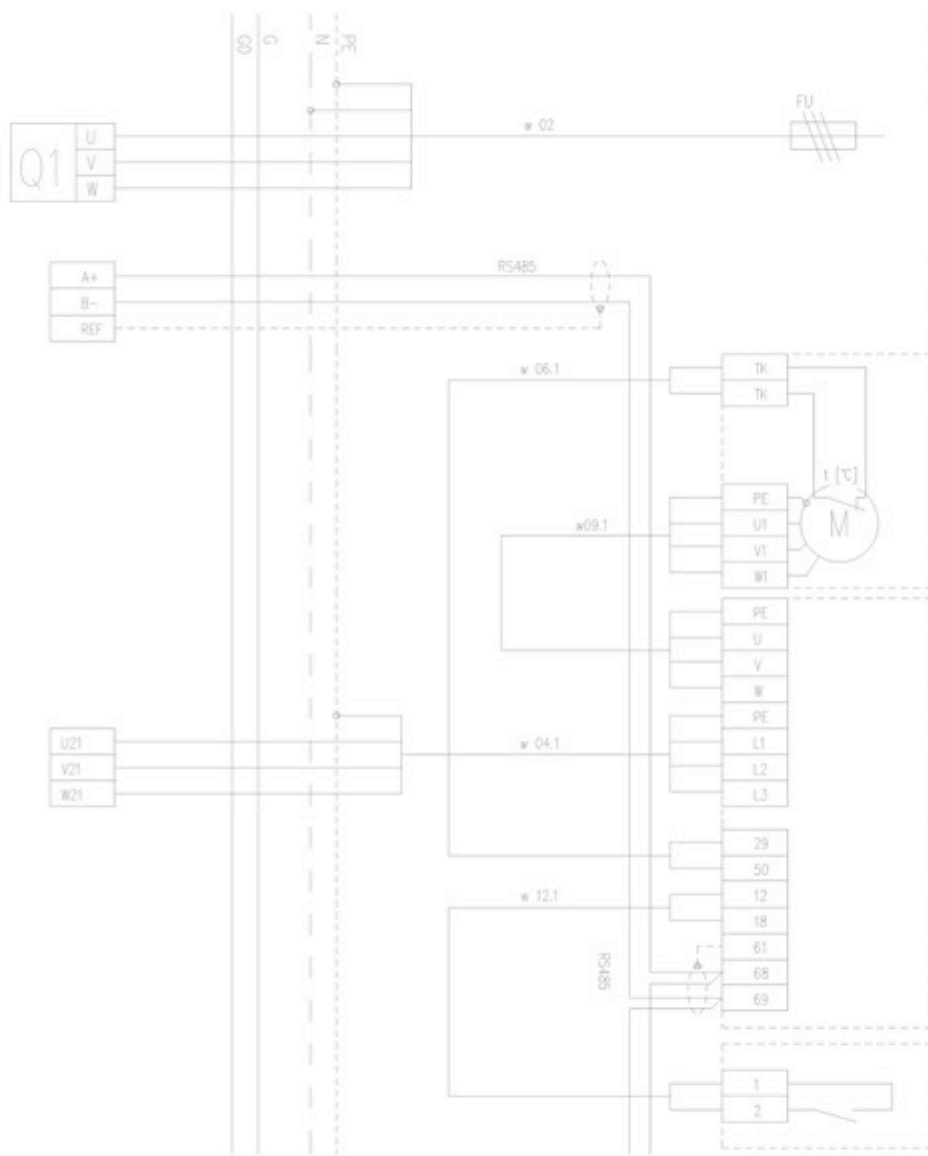 G0
G
N
PE
FU
w 02
Q1
U
V
W
RS485
A+
B-
REF
w 06.1
TK
TK
t [°C]
M
w09.1
PE
U1
V1
W1
PE
U
V
W
PE
L1
L2
L3
w 04.1
U21
V21
W21
29
50
w 12.1
12
18
61
68
69
RS485
1
2